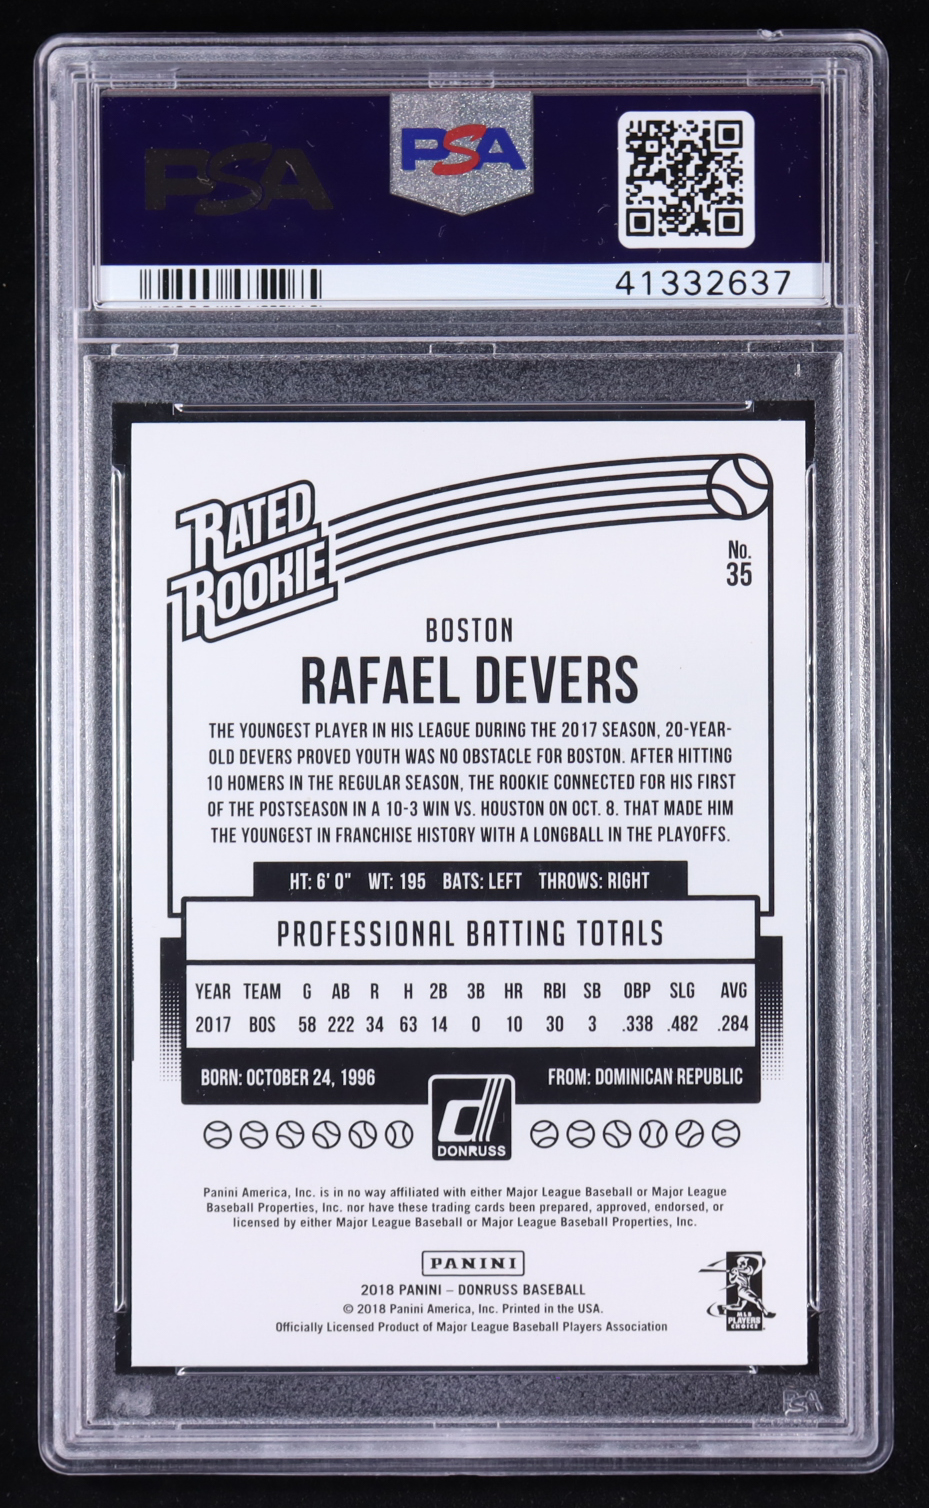 PSA
PSA
41332637
RATED
ROOKIE
No.
35
BOSTON
RAFAEL DEVERS
THE YOUNGEST PLAYER IN HIS LEAGUE DURING THE 2017 SEASON, 20-YEAR-
OLD DEVERS PROVED YOUTH WAS NO OBSTACLE FOR BOSTON. AFTER HITTING
10 HOMERS IN THE REGULAR SEASON, THE ROOKIE CONNECTED FOR HIS FIRST
OF THE POSTSEASON IN A 10-3 WIN VS. HOUSTON ON OCT. 8. THAT MADE HIM
THE YOUNGEST IN FRANCHISE HISTORY WITH A LONGBALL IN THE PLAYOFFS.
HT: 6' 0" WT: 195 BATS: LEFT THROWS: RIGHT
PROFESSIONAL BATTING TOTALS
YEAR TEAM G AB R H 2B 3B HR RBI SB OBP SLG AVG
2017 BOS 58 222 34 63 14 0 10 30 3 .338 .482 .284
BORN: OCTOBER 24, 1996 FROM: DOMINICAN REPUBLIC
d
DONRUSS
Panini America, Inc. is in no way affiliated with either Major League Baseball or Major League
Baseball Properties, Inc. nor have these trading cards been prepared, approved, endorsed, or
licensed by either Major League Baseball or Major League Baseball Properties, Inc.
PANINI
2018 PANINI – DONRUSS BASEBALL
© 2018 Panini America, Inc. Printed in the USA.
Officially Licensed Product of Major League Baseball Players Association
MLB
PLAYERS
CHOICE
PSA